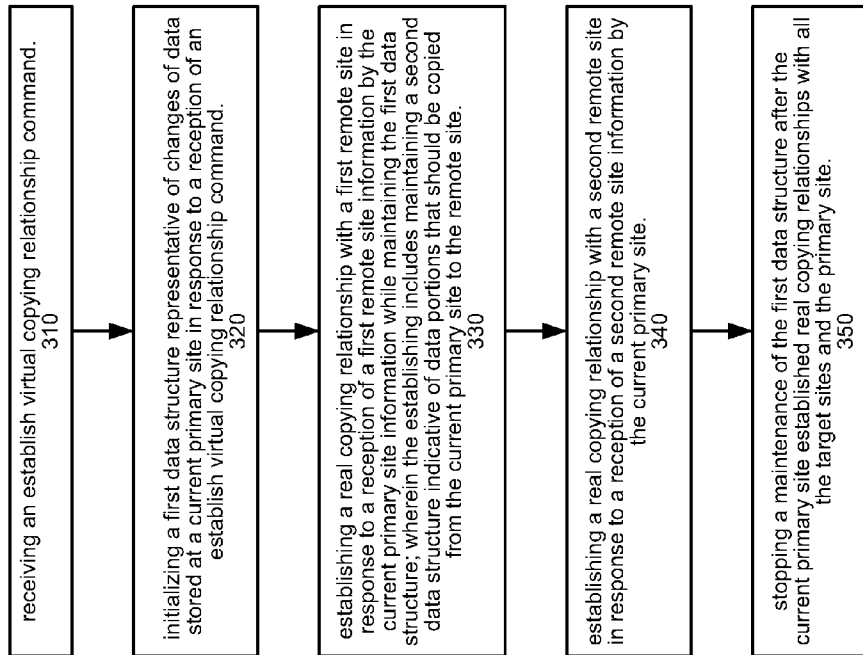 receiving an establish virtual copying relationship command.
310
initializing a first data structure representative of changes of data
stored at a current primary site in response to a reception of an
establish virtual copying relationship command.
320
establishing a real copying relationship with a first remote site in
response to a reception of a first remote site information by the
current primary site information while maintaining the first data
structure; wherein the establishing includes maintaining a second
data structure indicative of data portions that should be copied
from the current primary site to the remote site.
330
establishing a real copying relationship with a second remote site
in response to a reception of a second remote site information by
the current primary site.
340
stopping a maintenance of the first data structure after the
current primary site established real copying relationships with all
the target sites and the primary site.
350